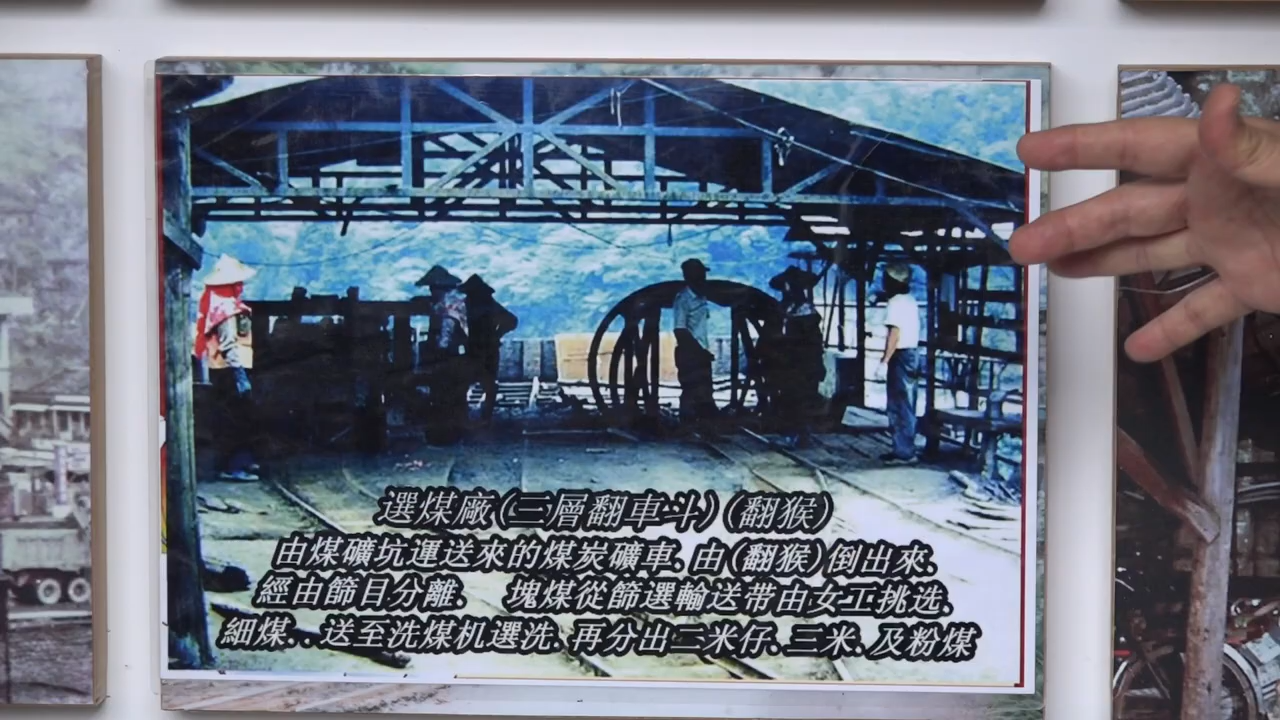 選煤廠(三層翻車斗)(翻猴)
由煤礦坑運送來的煤炭礦車.由(翻猴)倒出來.
經由篩目分離. 塊煤從篩選輸送带由女工挑选.
細煤..送至洗煤机選洗.再分出二米仔.三米.及粉煤